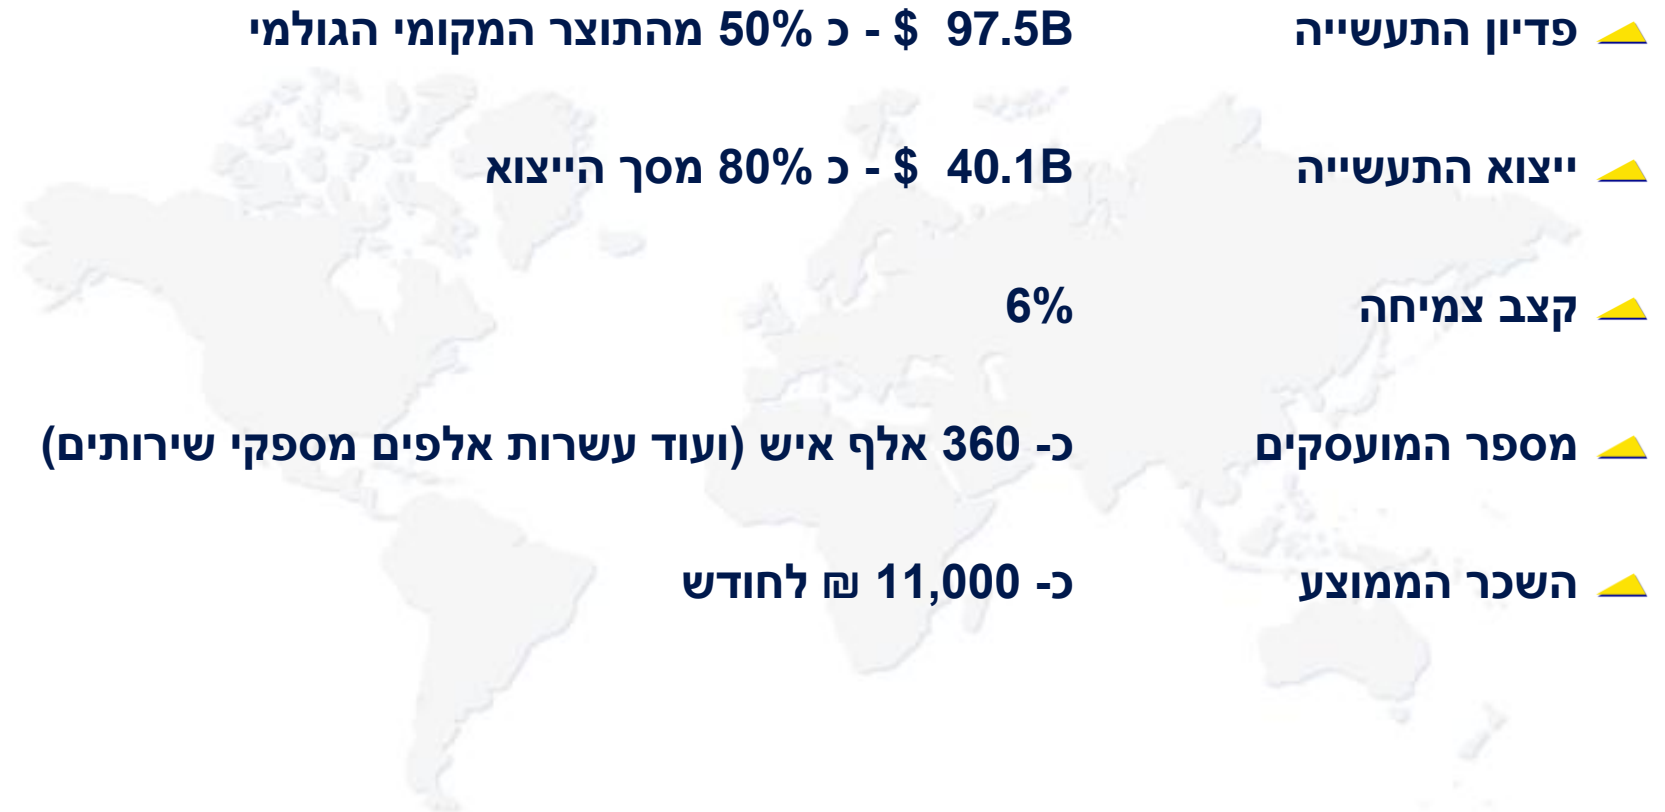 פדיון התעשייה 97.5B $ - כ 50% מהתוצר המקומי הגולמי
ייצוא התעשייה 40.1B $ - כ 80% מסך הייצוא
קצב צמיחה 6%
מספר המועסקים כ- 360 אלף איש (ועוד עשרות אלפים מספקי שירותים)
השכר הממוצע כ- 11,000 ₪ לחודש